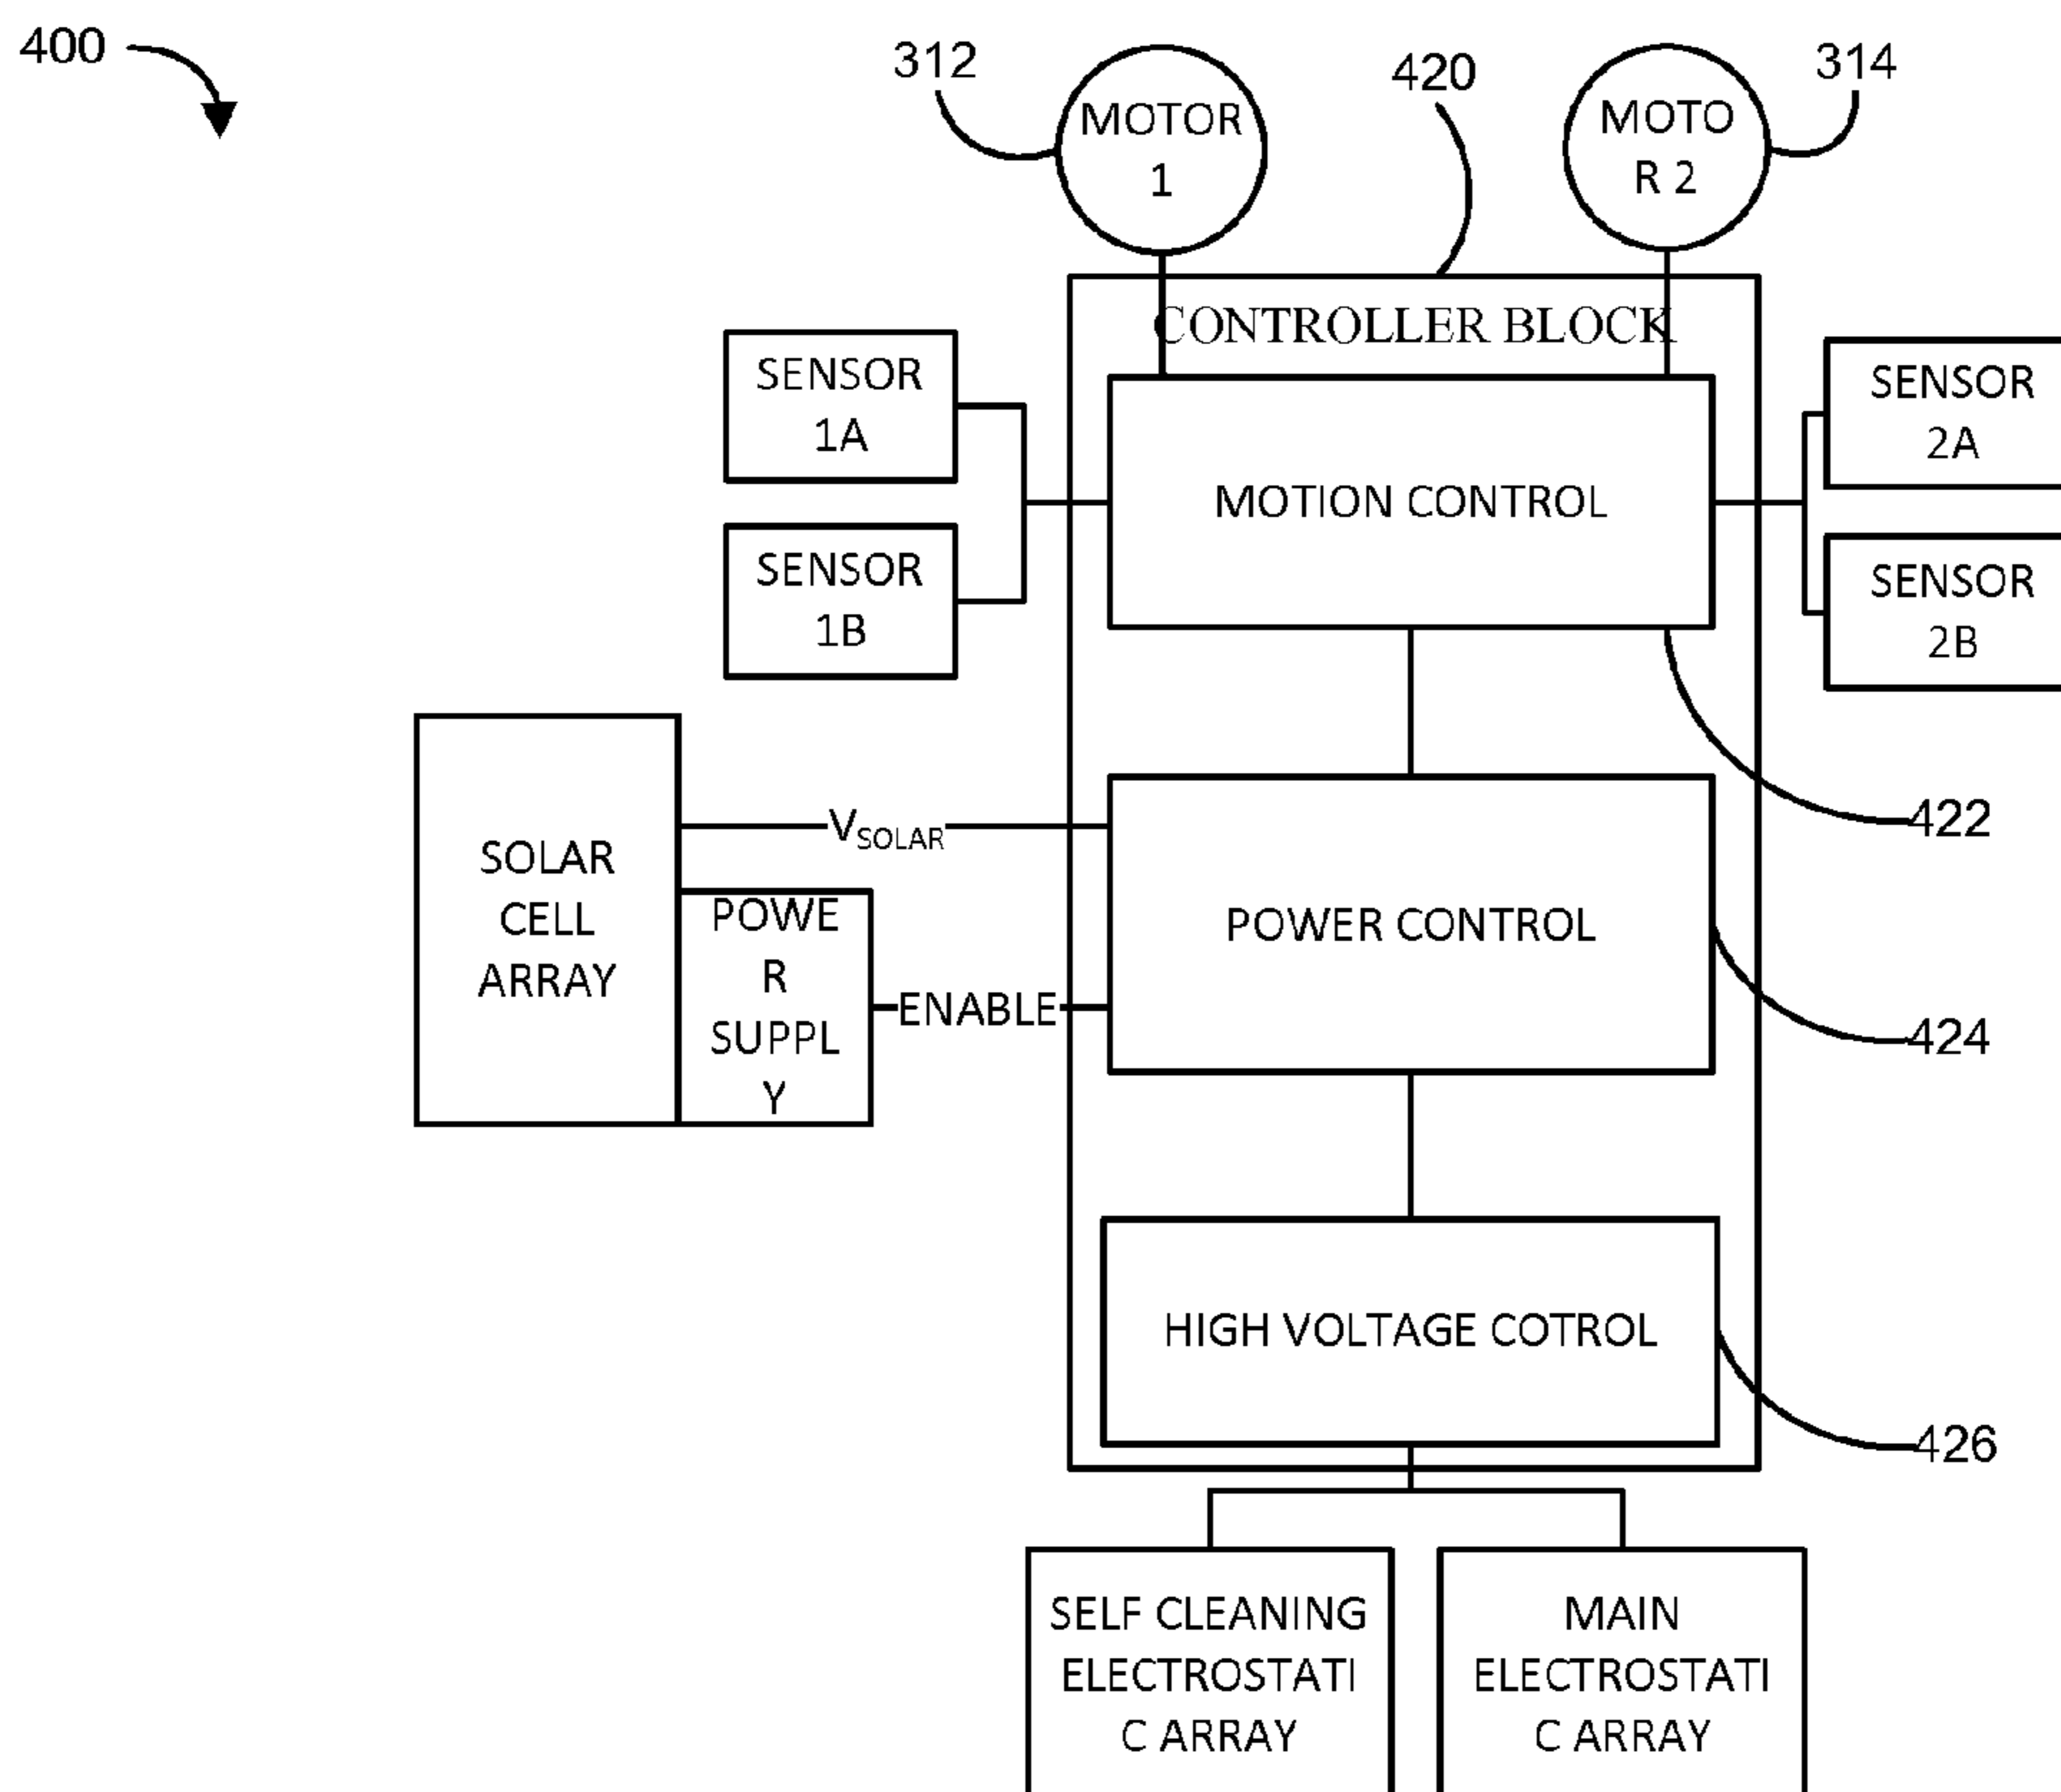 400
312
420
314
MOTOR
1
MOTO
R 2
CONTROLLER BLOCK
SENSOR
1A
SENSOR
2A
MOTION CONTROL
SENSOR
1B
SENSOR
2B
422
VSOLAR
SOLAR
CELL
ARRAY
POWE
R
SUPPL
Y
POWER CONTROL
ENABLE
424
HIGH VOLTAGE COTROL
426
SELF CLEANING
ELECTROSTATI
C ARRAY
MAIN
ELECTROSTATI
C ARRAY